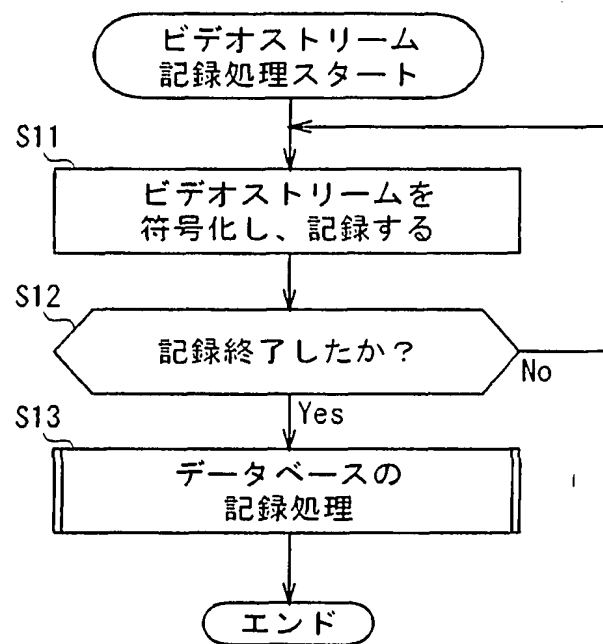 ビデオストリーム
記録処理スタート
S11
ビデオストリームを
符号化し、記録する
S12
記録終了したか？
No
Yes
S13
データベースの
記録処理
エンド